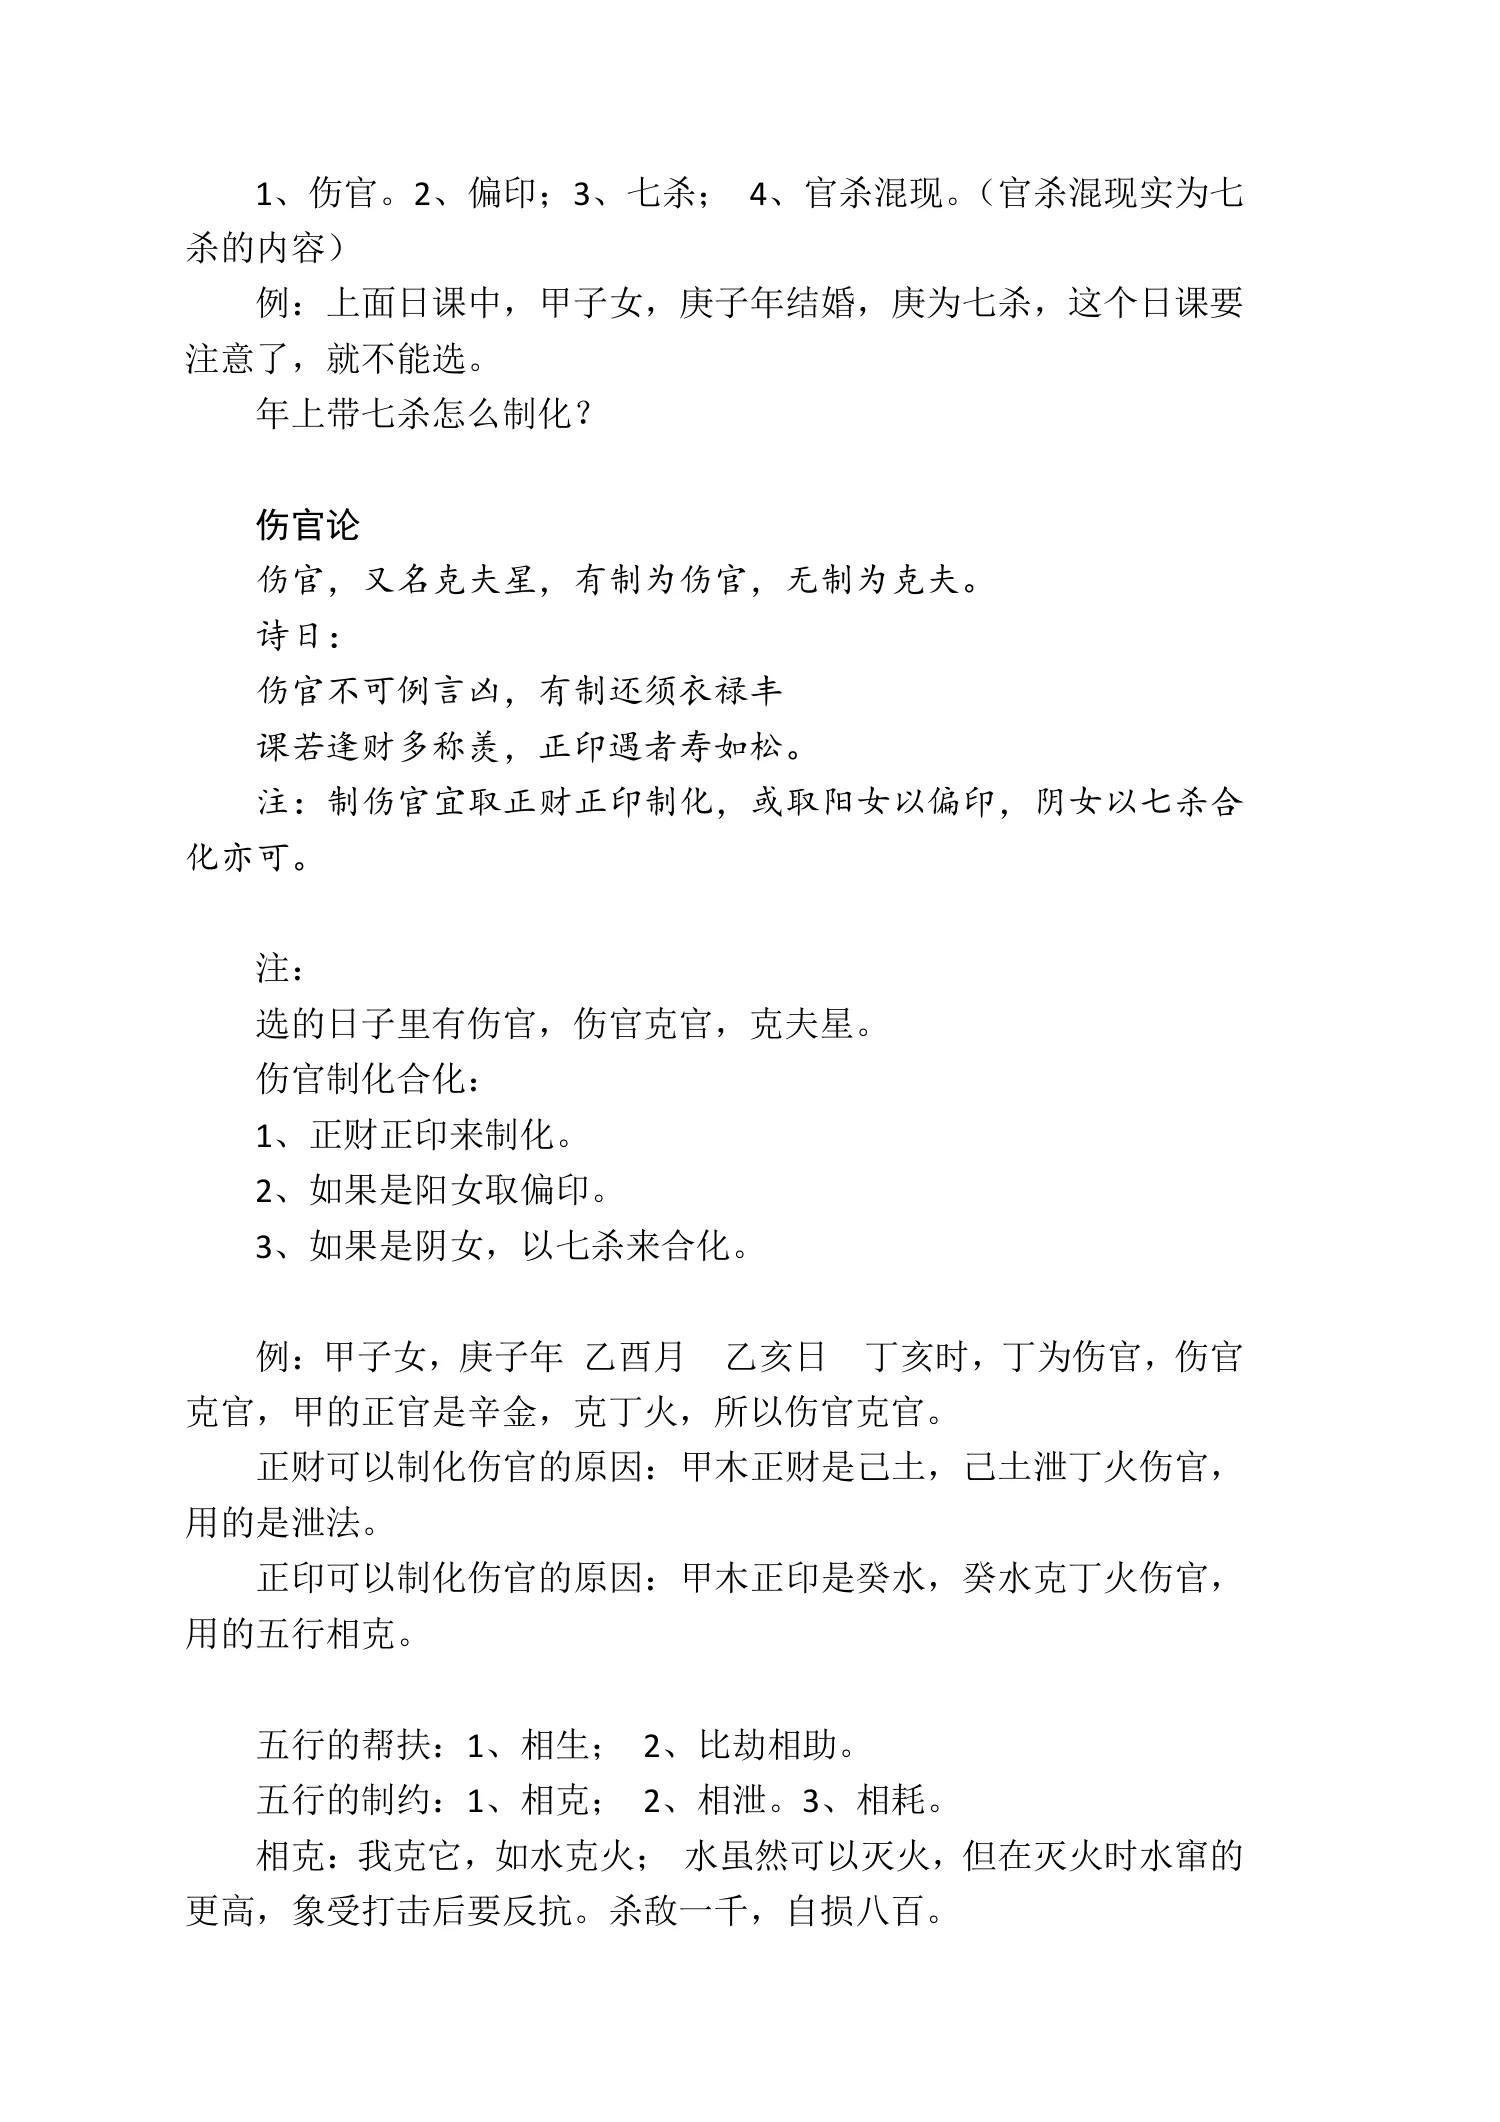 1、伤官。2、偏印；3、七杀； 4、官杀混现。（官杀混现实为七
杀的内容）
例：上面日课中，甲子女，庚子年结婚，庚为七杀，这个日课要
注意了，就不能选。
年上带七杀怎么制化？
伤官论
伤官，又名克夫星，有制为伤官，无制为克夫。
诗日：
伤官不可例言凶，有制还须衣禄丰
课若逢财多称羡，正印遇者寿如松。
注：制伤官宜取正财正印制化，或取阳女以偏印，阴女以七杀合
化亦可。
注：
选的日子里有伤官，伤官克官，克夫星。
伤官制化合化：
1、正财正印来制化。
2、如果是阳女取偏印。
3、如果是阴女，以七杀来合化。
例：甲子女，庚子年 乙酉月 乙亥日 丁亥时，丁为伤官，伤官
克官，甲的正官是辛金，克丁火，所以伤官克官。
正财可以制化伤官的原因：甲木正财是己土，己土泄丁火伤官，
用的是泄法。
正印可以制化伤官的原因：甲木正印是癸水，癸水克丁火伤官，
用的五行相克。
五行的帮扶：1、相生； 2、比劫相助。
五行的制约：1、相克； 2、相泄。3、相耗。
相克：我克它，如水克火； 水虽然可以灭火，但在灭火时水窜的
更高，象受打击后要反抗。杀敌一千，自损八百。